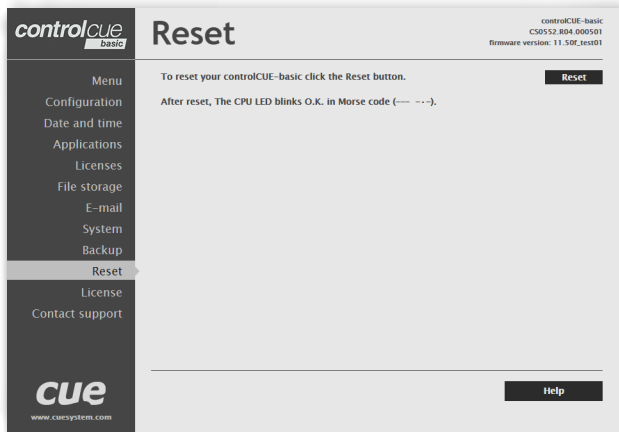 controlcue
basic
Reset
controlCUE-basic
CS0552.R04.000501
firmware version: 11.50f_test01
Menu
Configuration
Date and time
Applications
Licenses
File storage
E-mail
System
Backup
Reset
License
Contact support
To reset your controlCUE-basic click the Reset button.
Reset
After reset, The CPU LED blinks O.K. in Morse code (--- -.-).
Help
cue
www.cuesystem.com